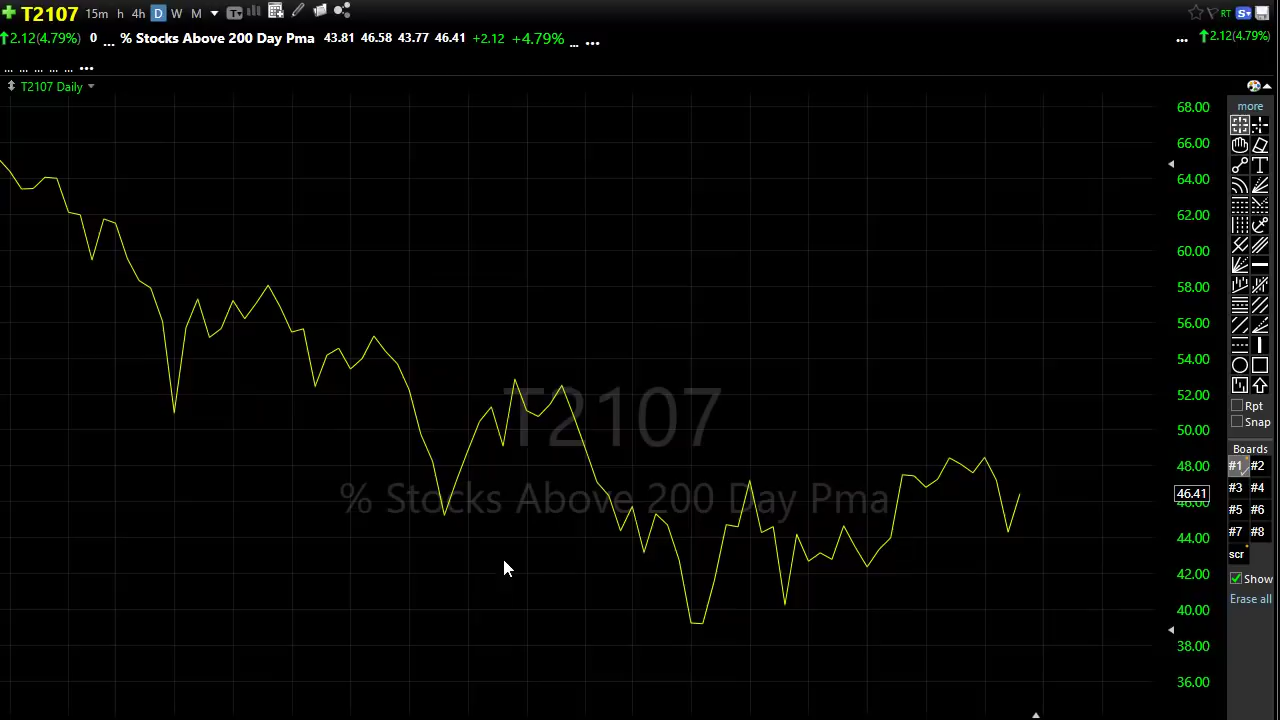 T2107 15m h 4h D W M T RT S
2.12(4.79%) 0 ... % Stocks Above 200 Day Pma 43.81 46.58 43.77 46.41 +2.12 +4.79% ... ... ... 2.12(4.79%)
... ... ... ... ... ...
T2107 Daily
68.00
more
66.00
64.00
T
62.00
60.00
58.00
56.00
54.00
52.00
Rpt
T2107
Snap
50.00
Boards
48.00
#1 #2
% Stocks Above 200 Day Pma
46.41
46.00
#3 #4
#5 #6
#7 #8
44.00
scr
42.00
Show
Erase all
40.00
38.00
36.00